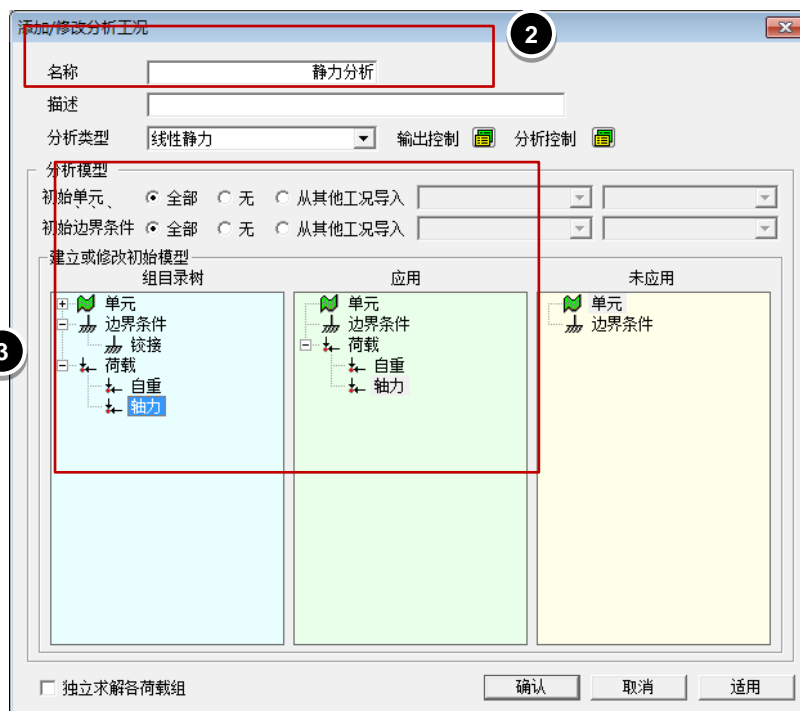 添加/修改分析工况
2
名称 静力分析
描述
分析类型 线性静力 输出控制 分析控制
分析模型
初始单元 全部 无 从其他工况导入
初始边界条件 全部 无 从其他工况导入
建立或修改初始模型
组目录树 应用 未应用
单元 单元 单元
边界条件 边界条件 边界条件
3
铰接 荷载
荷载 自重
自重 轴力
轴力
独立求解各荷载组 确认 取消 适用